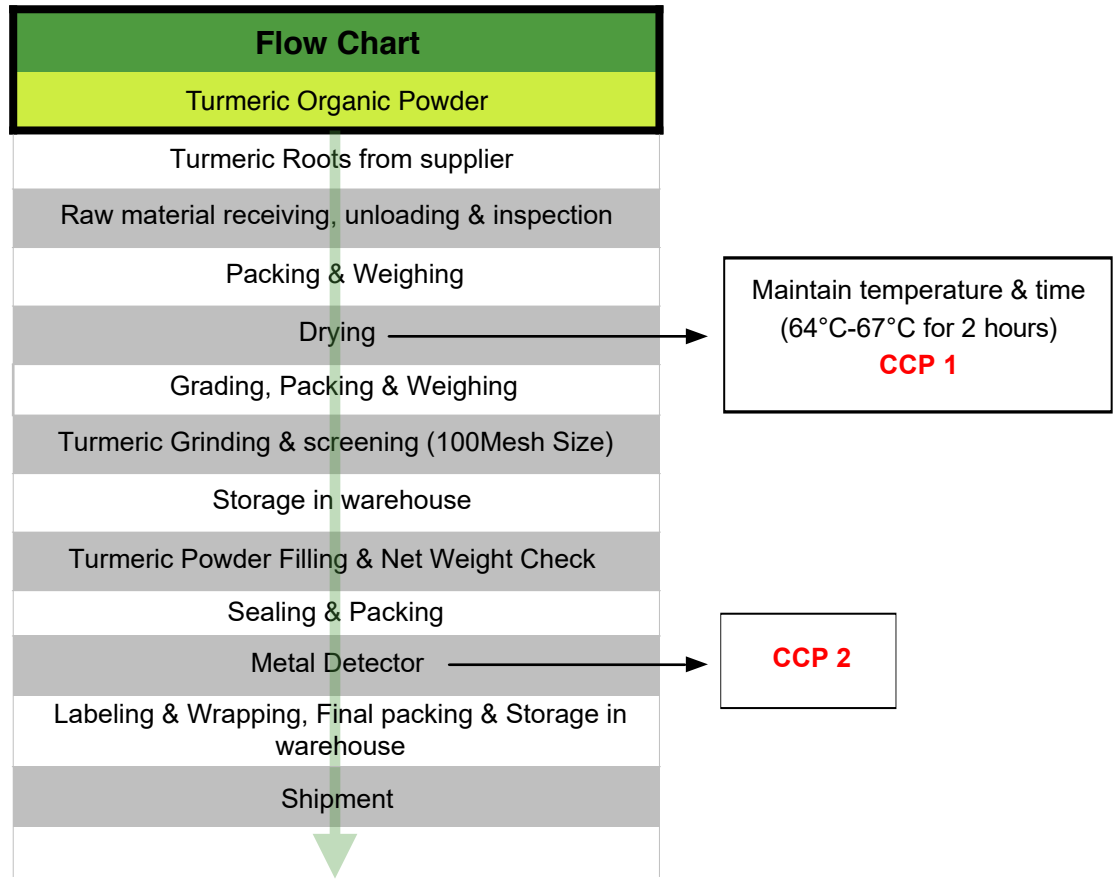 Flow Chart
Turmeric Organic Powder
Turmeric Roots from supplier
Raw material receiving, unloading & inspection
Packing & Weighing
Drying
Maintain temperature & time
(64°C-67°C for 2 hours)
CCP 1
Grading, Packing & Weighing
Turmeric Grinding & screening (100Mesh Size)
Storage in warehouse
Turmeric Powder Filling & Net Weight Check
Sealing & Packing
Metal Detector
CCP 2
Labeling & Wrapping, Final packing & Storage in
warehouse
Shipment